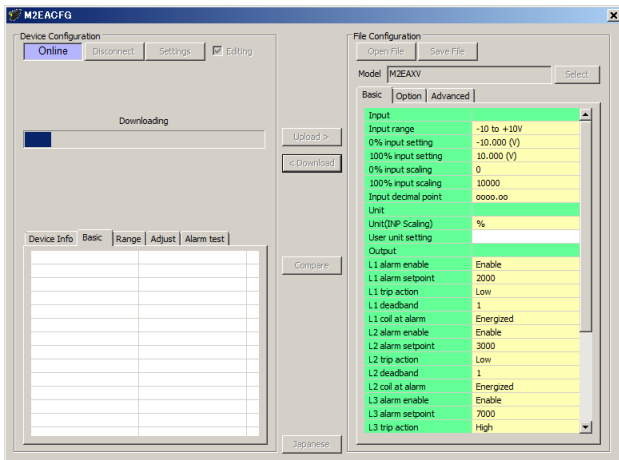 M2EACFG
Device Configuration
Online Disconnect Settings Editing
Downloading
Device Info Basic Range Adjust Alarm test
Upload >
< Download
Compare
Japanese
File Configuration
Open File Save File
Model M2EAXV Select
Basic Option Advanced
Input
Input range -10 to +10V
0% input setting -10.000 (V)
100% input setting 10.000 (V)
0% input scaling 0
100% input scaling 10000
Input decimal point oooo.oo
Unit
Unit(INP Scaling) %
User unit setting
Output
L1 alarm enable Enable
L1 alarm setpoint 2000
L1 trip action Low
L1 deadband 1
L1 coil at alarm Energized
L2 alarm enable Enable
L2 alarm setpoint 3000
L2 trip action Low
L2 deadband 1
L2 coil at alarm Energized
L3 alarm enable Enable
L3 alarm setpoint 7000
L3 trip action High